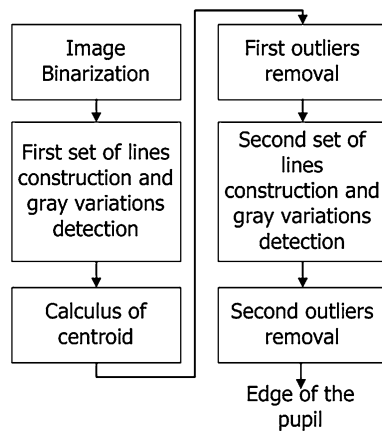 Image
Binarization
First set of lines
construction and
gray variations
detection
Calculus of
centroid
First outliers
removal
Second set of
lines
construction and
gray variations
detection
Second outliers
removal
Edge of the
pupil